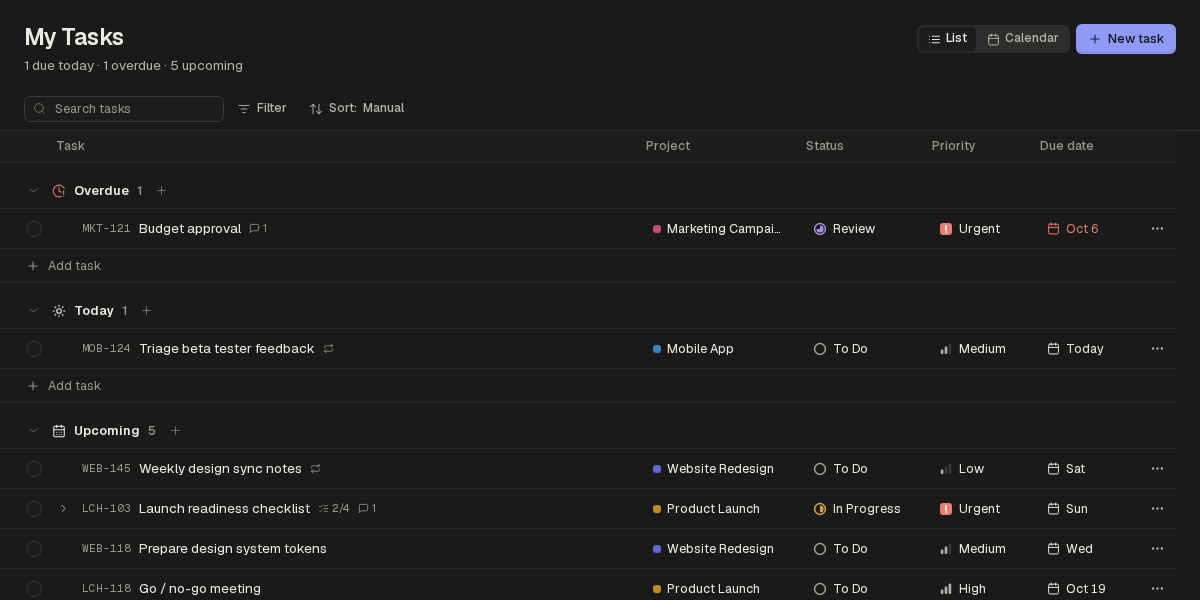 My Tasks
List Calendar + New task
1 due today · 1 overdue · 5 upcoming
Search tasks Filter Sort: Manual
Task Project Status Priority Due date
Overdue 1 +
MKT-121 Budget approval 1 Marketing Campai… Review Urgent Oct 6 ···
+ Add task
Today 1 +
MOB-124 Triage beta tester feedback Mobile App To Do Medium Today ···
+ Add task
Upcoming 5 +
WEB-145 Weekly design sync notes Website Redesign To Do Low Sat ···
LCH-103 Launch readiness checklist 2/4 1 Product Launch In Progress Urgent Sun ···
WEB-118 Prepare design system tokens Website Redesign To Do Medium Wed ···
LCH-118 Go / no-go meeting Product Launch To Do High Oct 19 ···